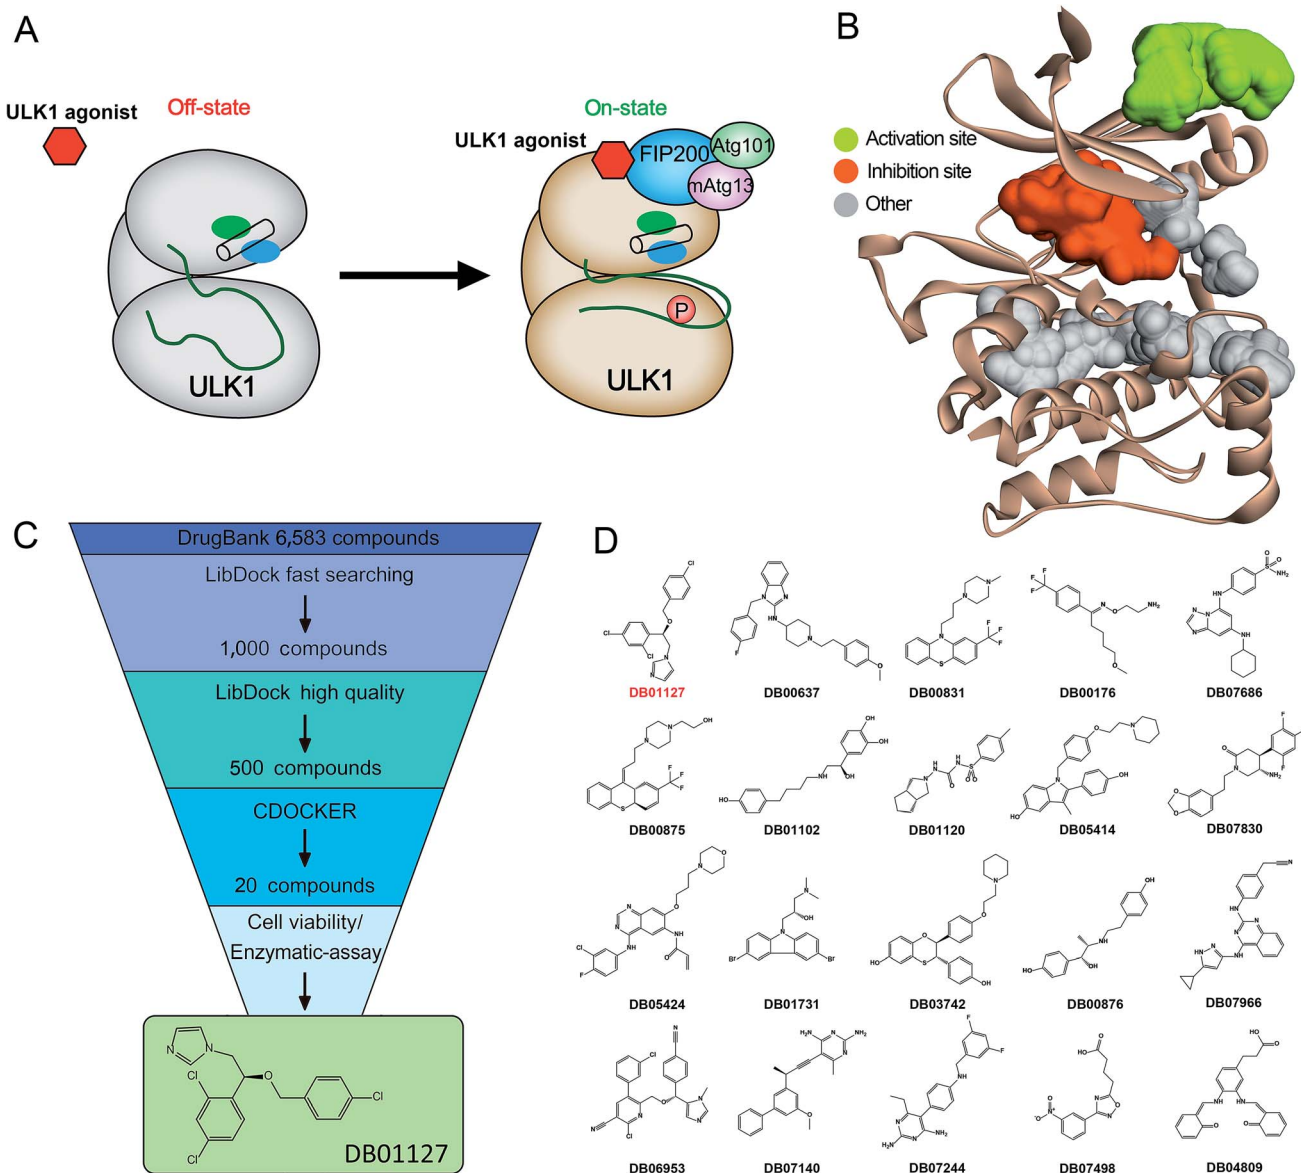 A
ULK1 agonist
Off-state
ULK1
On-state
ULK1 agonist
FIP200
Atg101
mAtg13
P
ULK1
B
Activation site
Inhibition site
Other
C
DrugBank 6,583 compounds
LibDock fast searching
1,000 compounds
LibDock high quality
500 compounds
CDOCKER
20 compounds
Cell viability/
Enzymatic-assay
DB01127
D
DB01127
DB00637
DB00831
DB00176
DB07686
DB00875
DB01102
DB01120
DB05414
DB07830
DB05424
DB01731
DB03742
DB00876
DB07966
DB06953
DB07140
DB07244
DB07498
DB04809